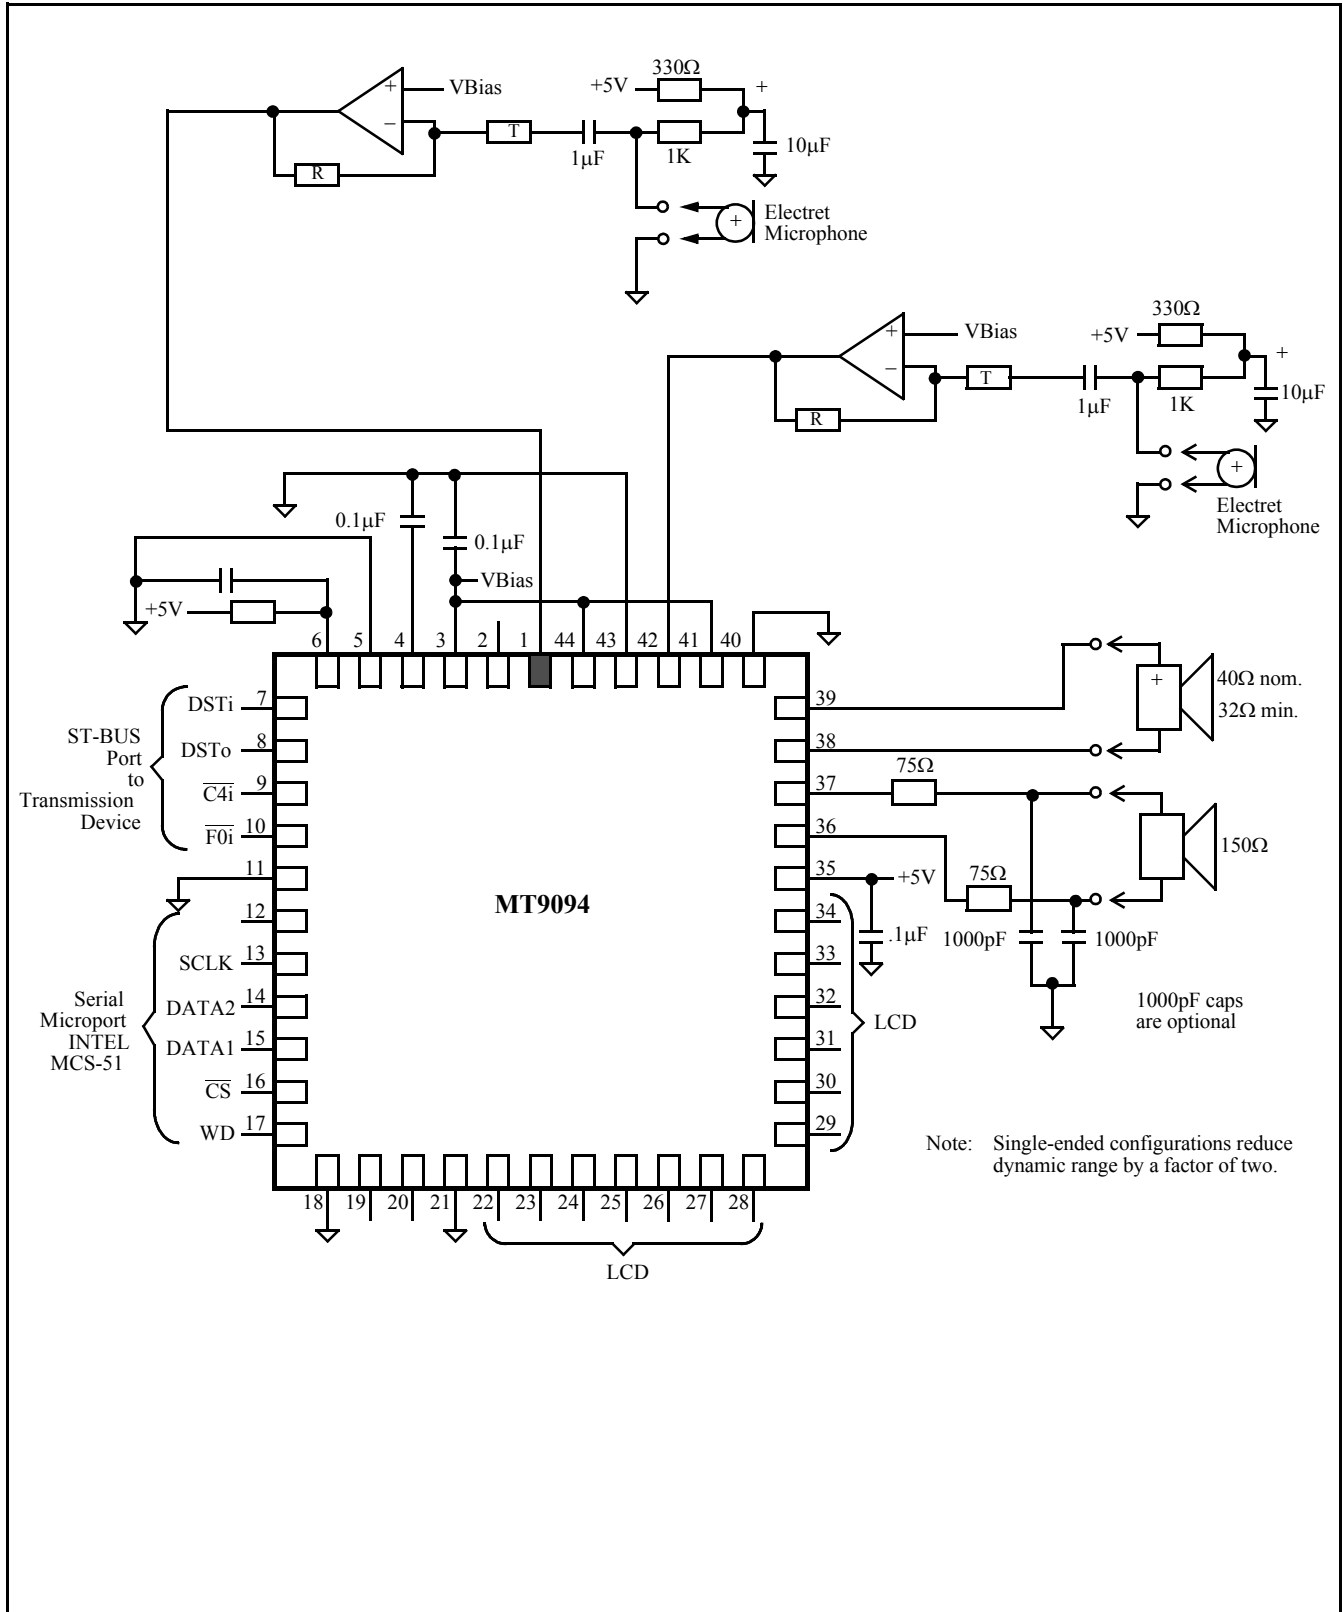 330Ω
+5V
+
+
VBias
−
T
1µF
1K
10µF
R
+
Electret
Microphone
330Ω
+5V
+
+
VBias
−
T
1µF
1K
10µF
R
+
Electret
Microphone
0.1µF
0.1µF
VBias
+5V
6 5 4 3 2 1 44 43 42 41 40
ST-BUS
Port
to
Transmission
Device
DSTi 7
DSTo 8
C4i 9
F0i 10
11
12
Serial
Microport
INTEL
MCS-51
SCLK 13
DATA2 14
DATA1 15
CS 16
WD 17
MT9094
39
38
37
36
35
34
33
32
31
30
29
+
40Ω nom.
32Ω min.
75Ω
75Ω
150Ω
+5V
.1µF
1000pF
1000pF
LCD
1000pF caps
are optional
Note: Single-ended configurations reduce
dynamic range by a factor of two.
18 19 20 21 22 23 24 25 26 27 28
LCD